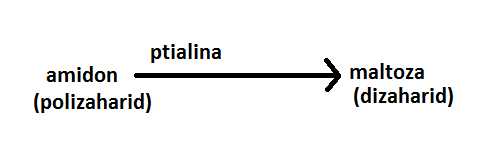 ptialina
amidon
(polizaharid)
maltoza
(dizaharid)